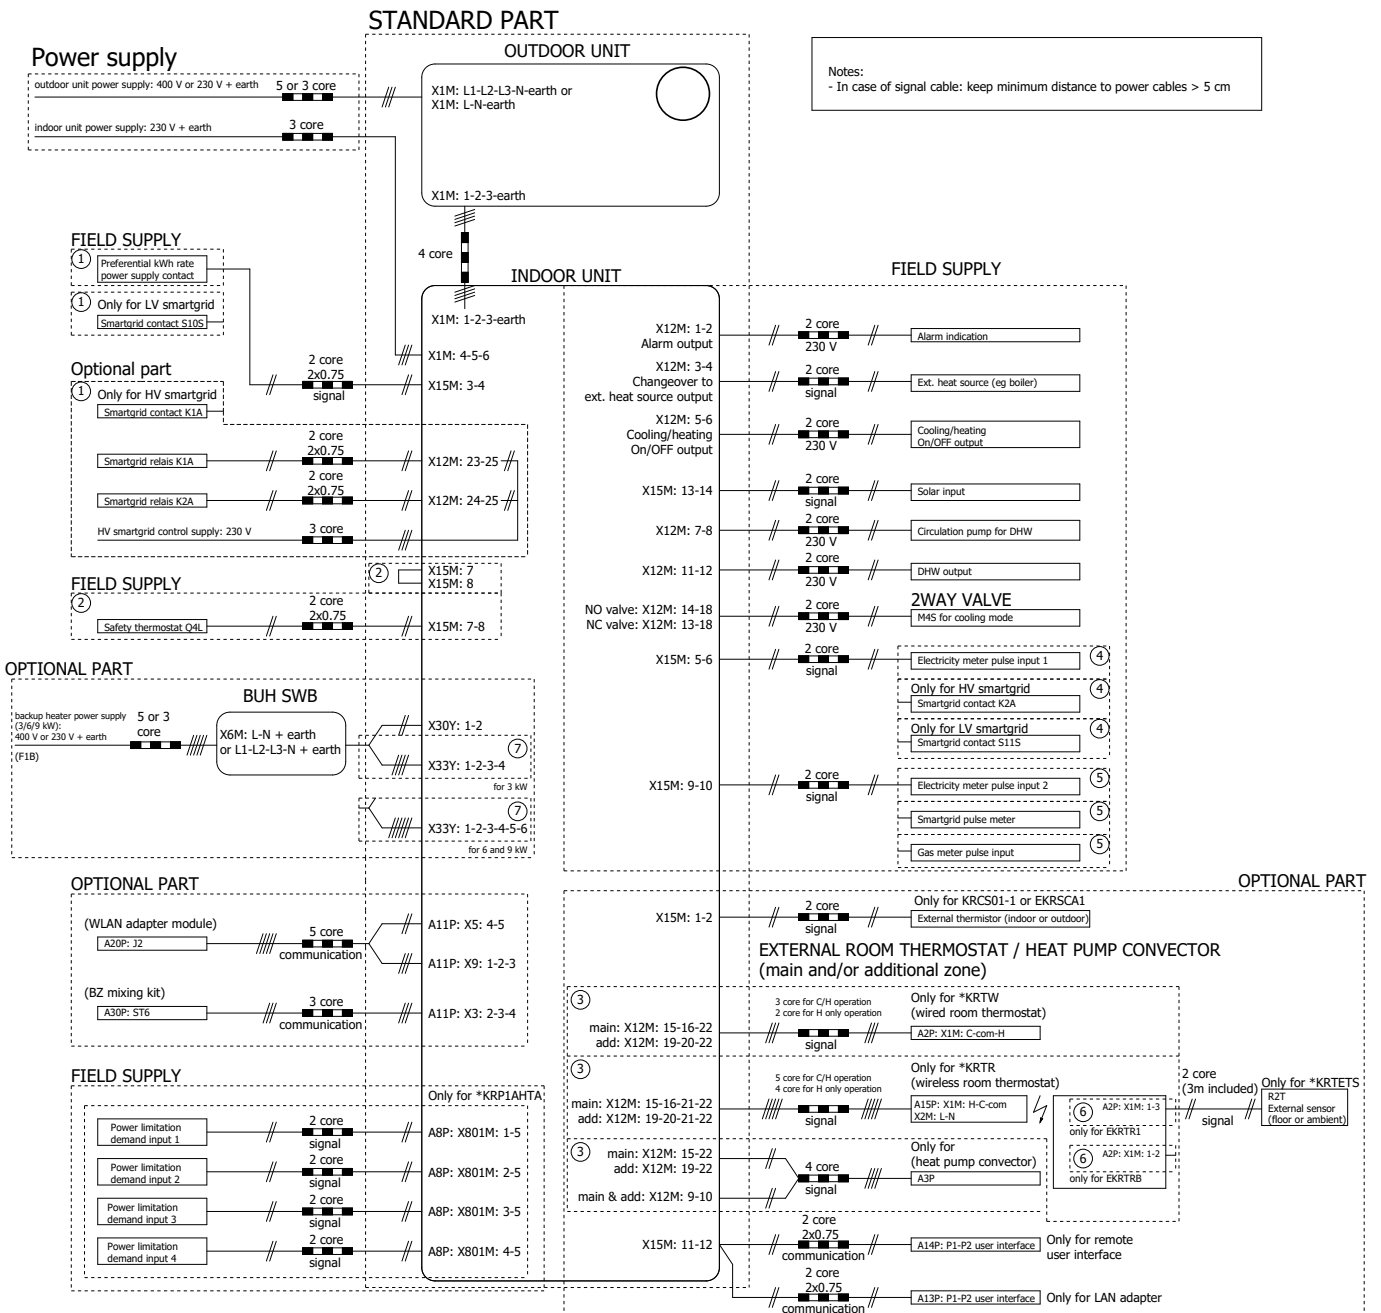 STANDARD PART
Power supply
outdoor unit power supply: 400 V or 230 V + earth
5 or 3 core
indoor unit power supply: 230 V + earth
3 core
OUTDOOR UNIT
X1M: L1-L2-L3-N-earth or
X1M: L-N-earth
X1M: 1-2-3-earth
Notes:
- In case of signal cable: keep minimum distance to power cables > 5 cm
4 core
INDOOR UNIT
X1M: 1-2-3-earth
X1M: 4-5-6
FIELD SUPPLY
1
Preferential kWh rate
power supply contact
1
Only for LV smartgrid
Smartgrid contact S10S
2 core
2x0.75
signal
X15M: 3-4
Optional part
1
Only for HV smartgrid
Smartgrid contact K1A
Smartgrid relais K1A
2 core
2x0.75
X12M: 23-25
Smartgrid relais K2A
2 core
2x0.75
X12M: 24-25
HV smartgrid control supply: 230 V
3 core
2
X15M: 7
X15M: 8
FIELD SUPPLY
2
Safety thermostat Q4L
2 core
2x0.75
X15M: 7-8
OPTIONAL PART
backup heater power supply
(3/6/9 kW):
400 V or 230 V + earth
(F1B)
5 or 3
core
BUH SWB
X6M: L-N + earth
or L1-L2-L3-N + earth
X30Y: 1-2
7
X33Y: 1-2-3-4
for 3 kW
7
X33Y: 1-2-3-4-5-6
for 6 and 9 kW
OPTIONAL PART
(WLAN adapter module)
A20P: J2
5 core
communication
A11P: X5: 4-5
A11P: X9: 1-2-3
(BZ mixing kit)
A30P: ST6
3 core
communication
A11P: X3: 2-3-4
FIELD SUPPLY
Only for *KRP1AHTA
Power limitation
demand input 1
2 core
signal
A8P: X801M: 1-5
Power limitation
demand input 2
2 core
signal
A8P: X801M: 2-5
Power limitation
demand input 3
2 core
signal
A8P: X801M: 3-5
Power limitation
demand input 4
2 core
signal
A8P: X801M: 4-5
FIELD SUPPLY
X12M: 1-2
Alarm output
2 core
230 V
Alarm indication
X12M: 3-4
Changeover to
ext. heat source output
2 core
signal
Ext. heat source (eg boiler)
X12M: 5-6
Cooling/heating
On/OFF output
2 core
230 V
Cooling/heating
On/OFF output
X15M: 13-14
2 core
signal
Solar input
X12M: 7-8
2 core
230 V
Circulation pump for DHW
X12M: 11-12
2 core
230 V
DHW output
NO valve: X12M: 14-18
NC valve: X12M: 13-18
2 core
230 V
2WAY VALVE
M4S for cooling mode
X15M: 5-6
2 core
signal
Electricity meter pulse input 1
4
Only for HV smartgrid
Smartgrid contact K2A
4
Only for LV smartgrid
Smartgrid contact S11S
4
X15M: 9-10
2 core
signal
Electricity meter pulse input 2
5
Smartgrid pulse meter
5
Gas meter pulse input
5
OPTIONAL PART
X15M: 1-2
2 core
signal
Only for KRCS01-1 or EKRSCA1
External thermistor (indoor or outdoor)
EXTERNAL ROOM THERMOSTAT / HEAT PUMP CONVECTOR
(main and/or additional zone)
3
main: X12M: 15-16-22
add: X12M: 19-20-22
3 core for C/H operation
2 core for H only operation
signal
Only for *KRTW
(wired room thermostat)
A2P: X1M: C-com-H
3
main: X12M: 15-16-21-22
add: X12M: 19-20-21-22
5 core for C/H operation
4 core for H only operation
signal
Only for *KRTR
(wireless room thermostat)
A15P: X1M: H-C-com
X2M: L-N
6
A2P: X1M: 1-3
only for EKRTR1
6
A2P: X1M: 1-2
only for EKRTRB
2 core
(3m included)
signal
Only for *KRTETS
R2T
External sensor
(floor or ambient)
3
main: X12M: 15-22
add: X12M: 19-22
main & add: X12M: 9-10
4 core
signal
Only for
(heat pump convector)
A3P
X15M: 11-12
2 core
2x0.75
communication
A14P: P1-P2 user interface
Only for remote
user interface
2 core
2x0.75
communication
A13P: P1-P2 user interface
Only for LAN adapter